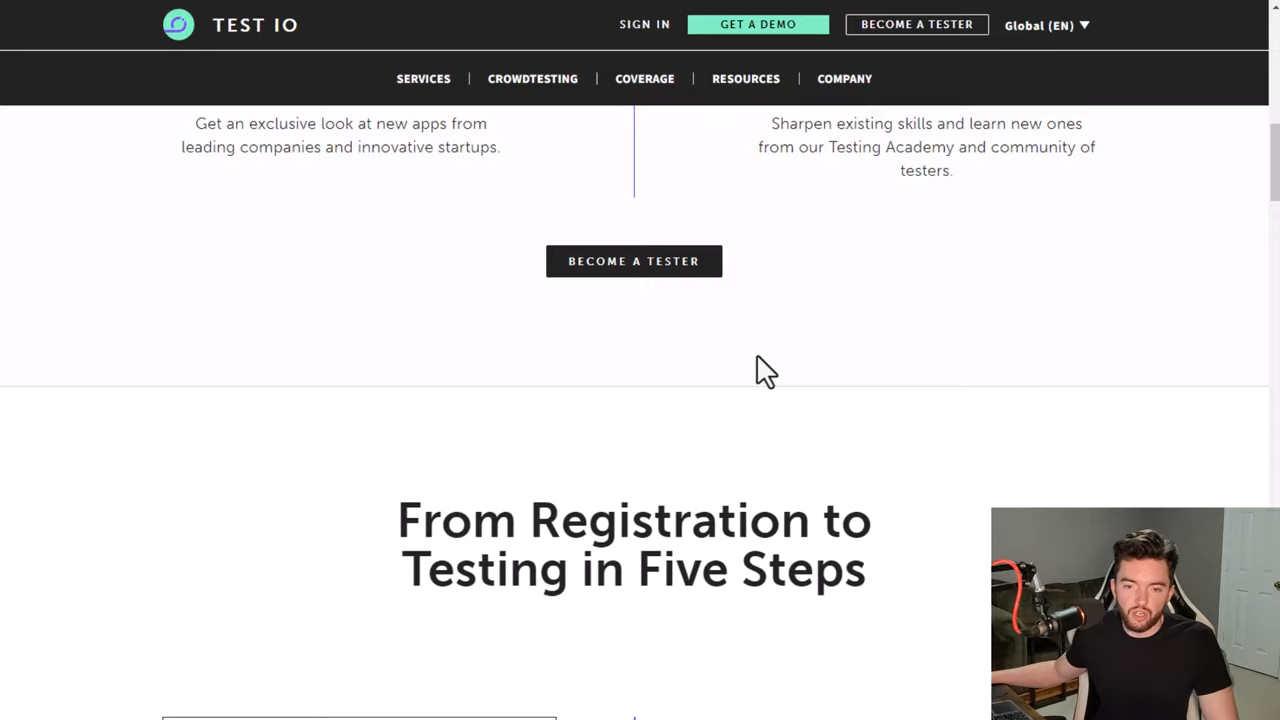 TEST IO
SIGN IN
GET A DEMO
BECOME A TESTER
Global (EN) ▼
SERVICES
CROWDTESTING
COVERAGE
RESOURCES
COMPANY
Get an exclusive look at new apps from
leading companies and innovative startups.
Sharpen existing skills and learn new ones
from our Testing Academy and community of
testers.
BECOME A TESTER
From Registration to
Testing in Five Steps